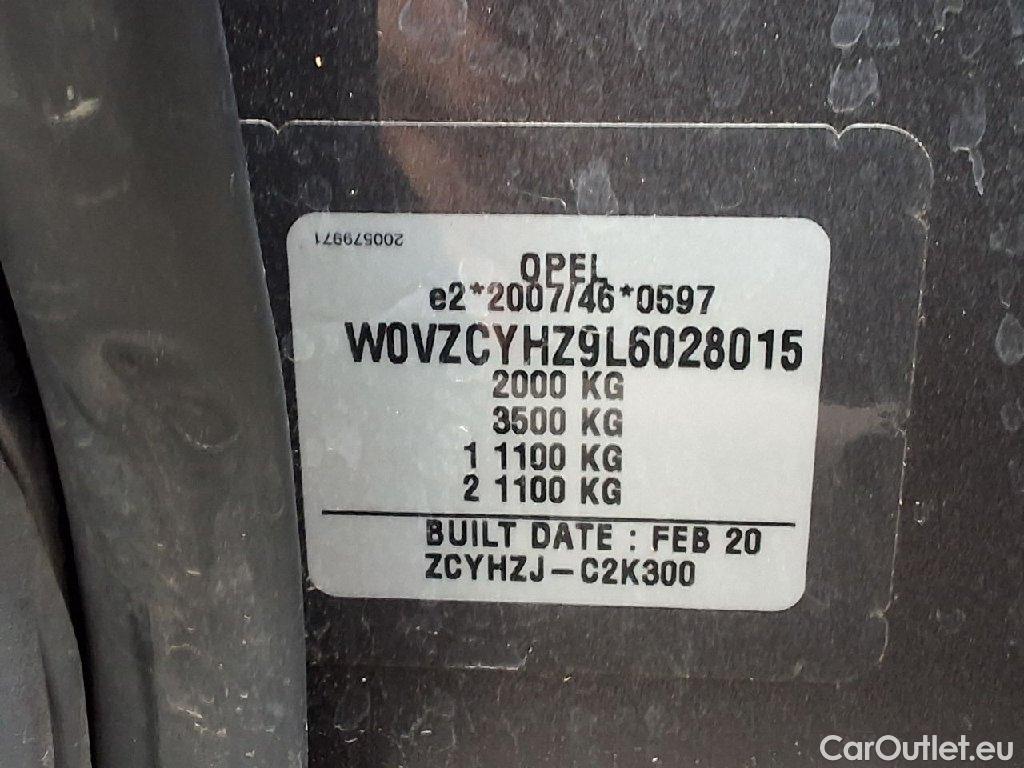 200579971
OPEL
e2*2007/46*0597
W0VZCYHZ9L6028015
2000 KG
3500 KG
1 1100 KG
2 1100 KG
BUILT DATE : FEB 20
ZCYHZJ-C2K300
CarOutlet.eu